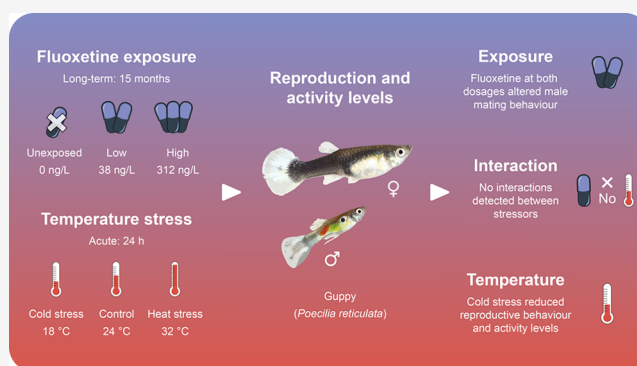 Fluoxetine exposure
Long-term: 15 months
Unexposed
0 ng/L
Low
38 ng/L
High
312 ng/L
Temperature stress
Acute: 24 h
Cold stress
18 °C
Control
24 °C
Heat stress
32 °C
Reproduction and
activity levels
♀
♂
Guppy
(Poecilia reticulata)
Exposure
Fluoxetine at both
dosages altered male
mating behaviour
Interaction
No interactions
detected between
stressors
No
Temperature
Cold stress reduced
reproductive behaviour
and activity levels